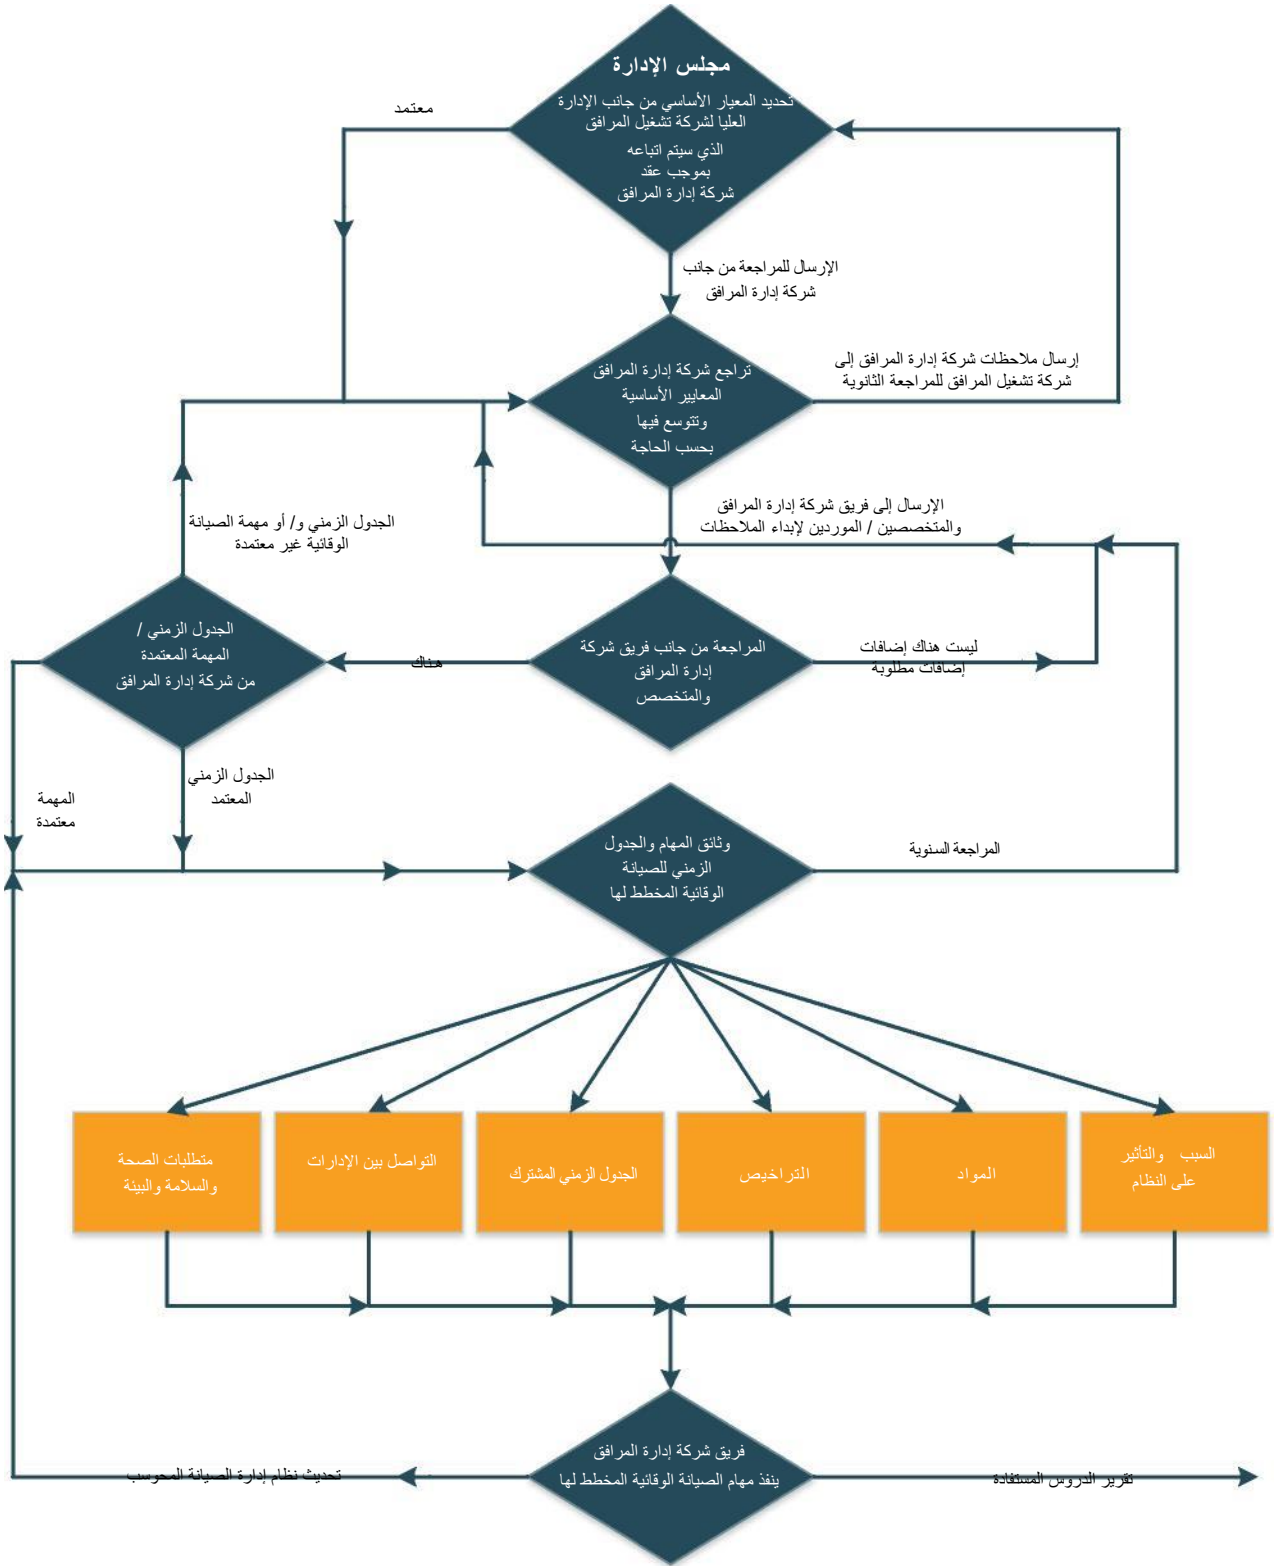 مجلس الإدارة
تحديد المعيار الأساسي من جانب الإدارة
العليا لشركة تشغيل المرافق
الذي سيتم اتباعه
بموجب عقد
شركة إدارة المرافق
معتمد
الإرسال للمراجعة من جانب
شركة إدارة المرافق
تراجع شركة إدارة المرافق
المعايير الأساسية
وتتوسع فيها
بحسب الحاجة
إرسال ملاحظات شركة إدارة المرافق إلى
شركة تشغيل المرافق للمراجعة الثانوية
الإرسال إلى فريق شركة إدارة المرافق
والمتخصصين / الموردين لإبداء الملاحظات
الجدول الزمني و/ أو مهمة الصيانة
الوقائية غير معتمدة
المراجعة من جانب فريق شركة
إدارة المرافق
والمتخصص
ليست هناك إضافات
إضافات مطلوبة
هناك
الجدول الزمني /
المهمة المعتمدة
من شركة إدارة المرافق
الجدول الزمني
المعتمد
المهمة
معتمدة
وثائق المهام والجدول
الزمني للصيانة
الوقائية المخطط لها
المراجعة السنوية
السبب والتأثير
على النظام
المواد
التراخيص
الجدول الزمني المشترك
التواصل بين الإدارات
متطلبات الصحة
والسلامة والبيئة
فريق شركة إدارة المرافق
ينفذ مهام الصيانة الوقائية المخطط لها
تقرير الدروس المستفادة
تحديث نظام إدارة الصيانة المحوسب